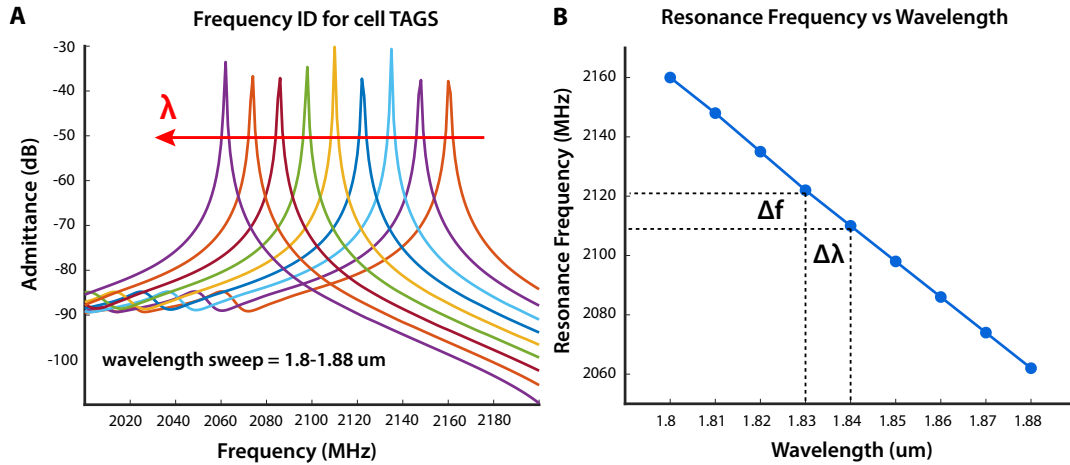 A
Frequency ID for cell TAGS
Admittance (dB)
-30
-40
-50
-60
-70
-80
-90
-100
λ
wavelength sweep = 1.8-1.88 um
2020 2040 2060 2080 2100 2120 2140 2160 2180
Frequency (MHz)
B
Resonance Frequency vs Wavelength
Resonance Frequency (MHz)
2160
2140
2120
2100
2080
2060
Δf
Δλ
1.8 1.81 1.82 1.83 1.84 1.85 1.86 1.87 1.88
Wavelength (um)